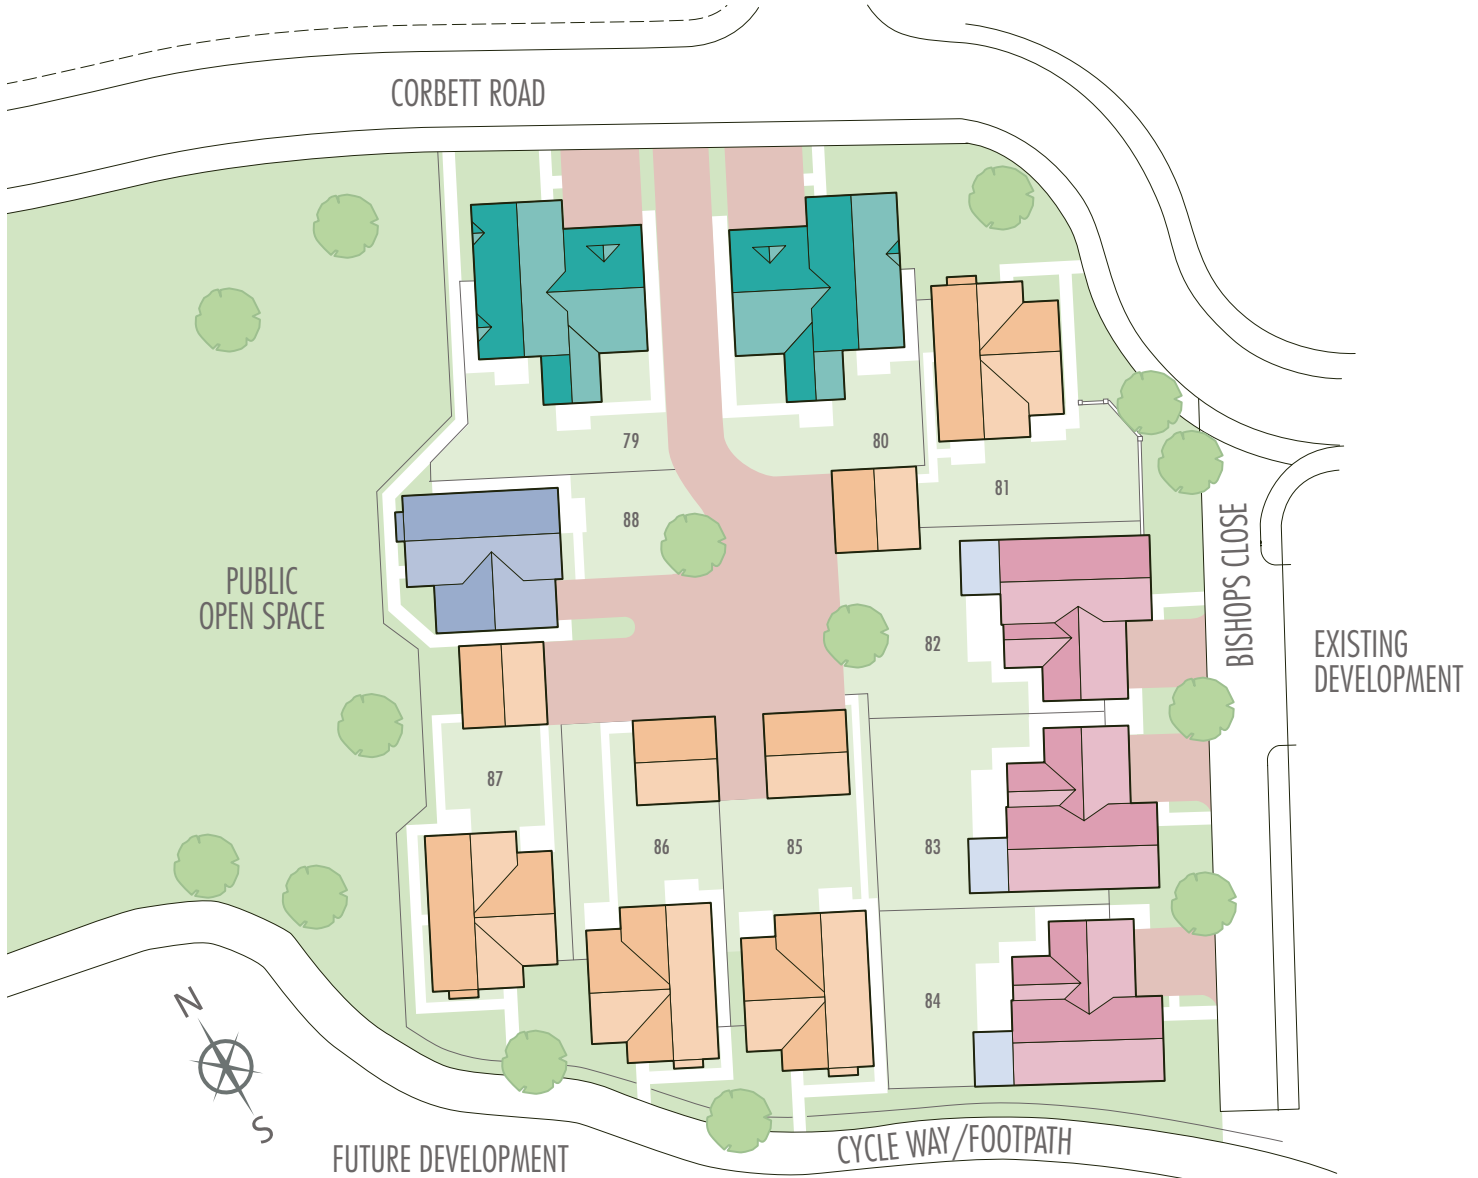 CORBETT ROAD
79
80
81
88
BISHOPS CLOSE
PUBLIC
OPEN SPACE
82
EXISTING
DEVELOPMENT
87
86
85
83
84
N
S
FUTURE DEVELOPMENT
CYCLE WAY/FOOTPATH